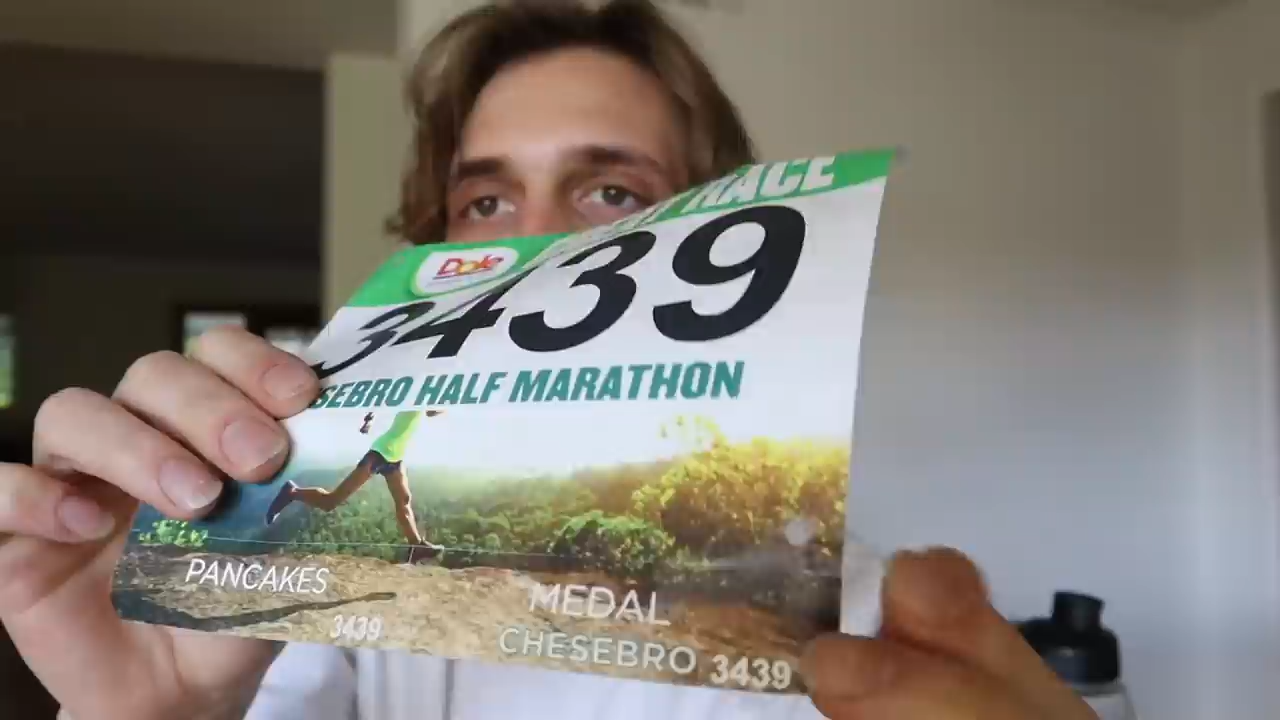 Dole
RACE
3439
SEBRO HALF MARATHON
PANCAKES
3439
MEDAL
CHESEBRO 3439